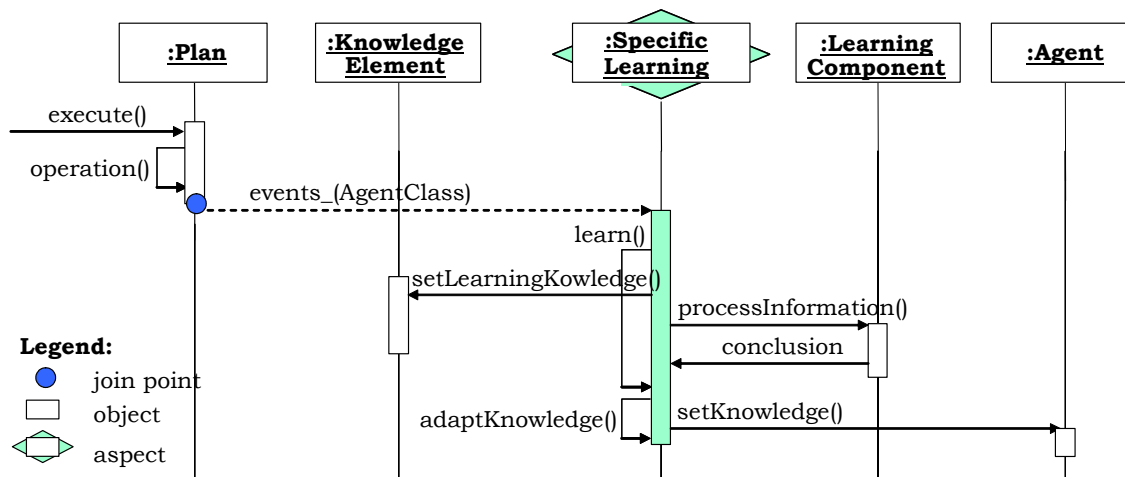 :Plan
:Knowledge
Element
:Specific
Learning
:Learning
Component
:Agent
execute()
operation()
events_(AgentClass)
learn()
setLearningKowledge()
processInformation()
conclusion
adaptKnowledge()
setKnowledge()
Legend:
join point
object
aspect